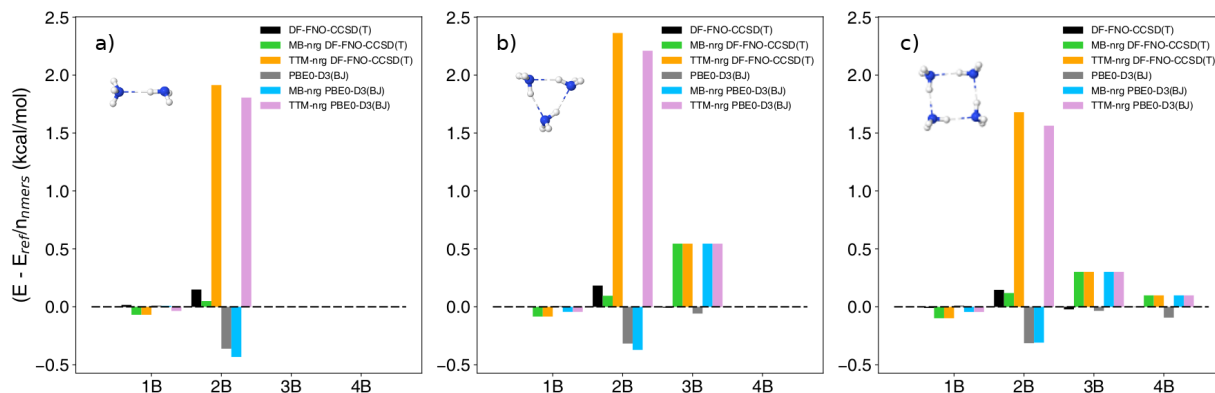 (E - E_ref/n_nmers (kcal/mol)
2.5
2.0
1.5
1.0
0.5
0.0
−0.5
a)
DF-FNO-CCSD(T)
MB-nrg DF-FNO-CCSD(T)
TTM-nrg DF-FNO-CCSD(T)
PBE0-D3(BJ)
MB-nrg PBE0-D3(BJ)
TTM-nrg PBE0-D3(BJ)
1B 2B 3B 4B
2.5
2.0
1.5
1.0
0.5
0.0
−0.5
b)
DF-FNO-CCSD(T)
MB-nrg DF-FNO-CCSD(T)
TTM-nrg DF-FNO-CCSD(T)
PBE0-D3(BJ)
MB-nrg PBE0-D3(BJ)
TTM-nrg PBE0-D3(BJ)
1B 2B 3B 4B
2.5
2.0
1.5
1.0
0.5
0.0
−0.5
c)
DF-FNO-CCSD(T)
MB-nrg DF-FNO-CCSD(T)
TTM-nrg DF-FNO-CCSD(T)
PBE0-D3(BJ)
MB-nrg PBE0-D3(BJ)
TTM-nrg PBE0-D3(BJ)
1B 2B 3B 4B